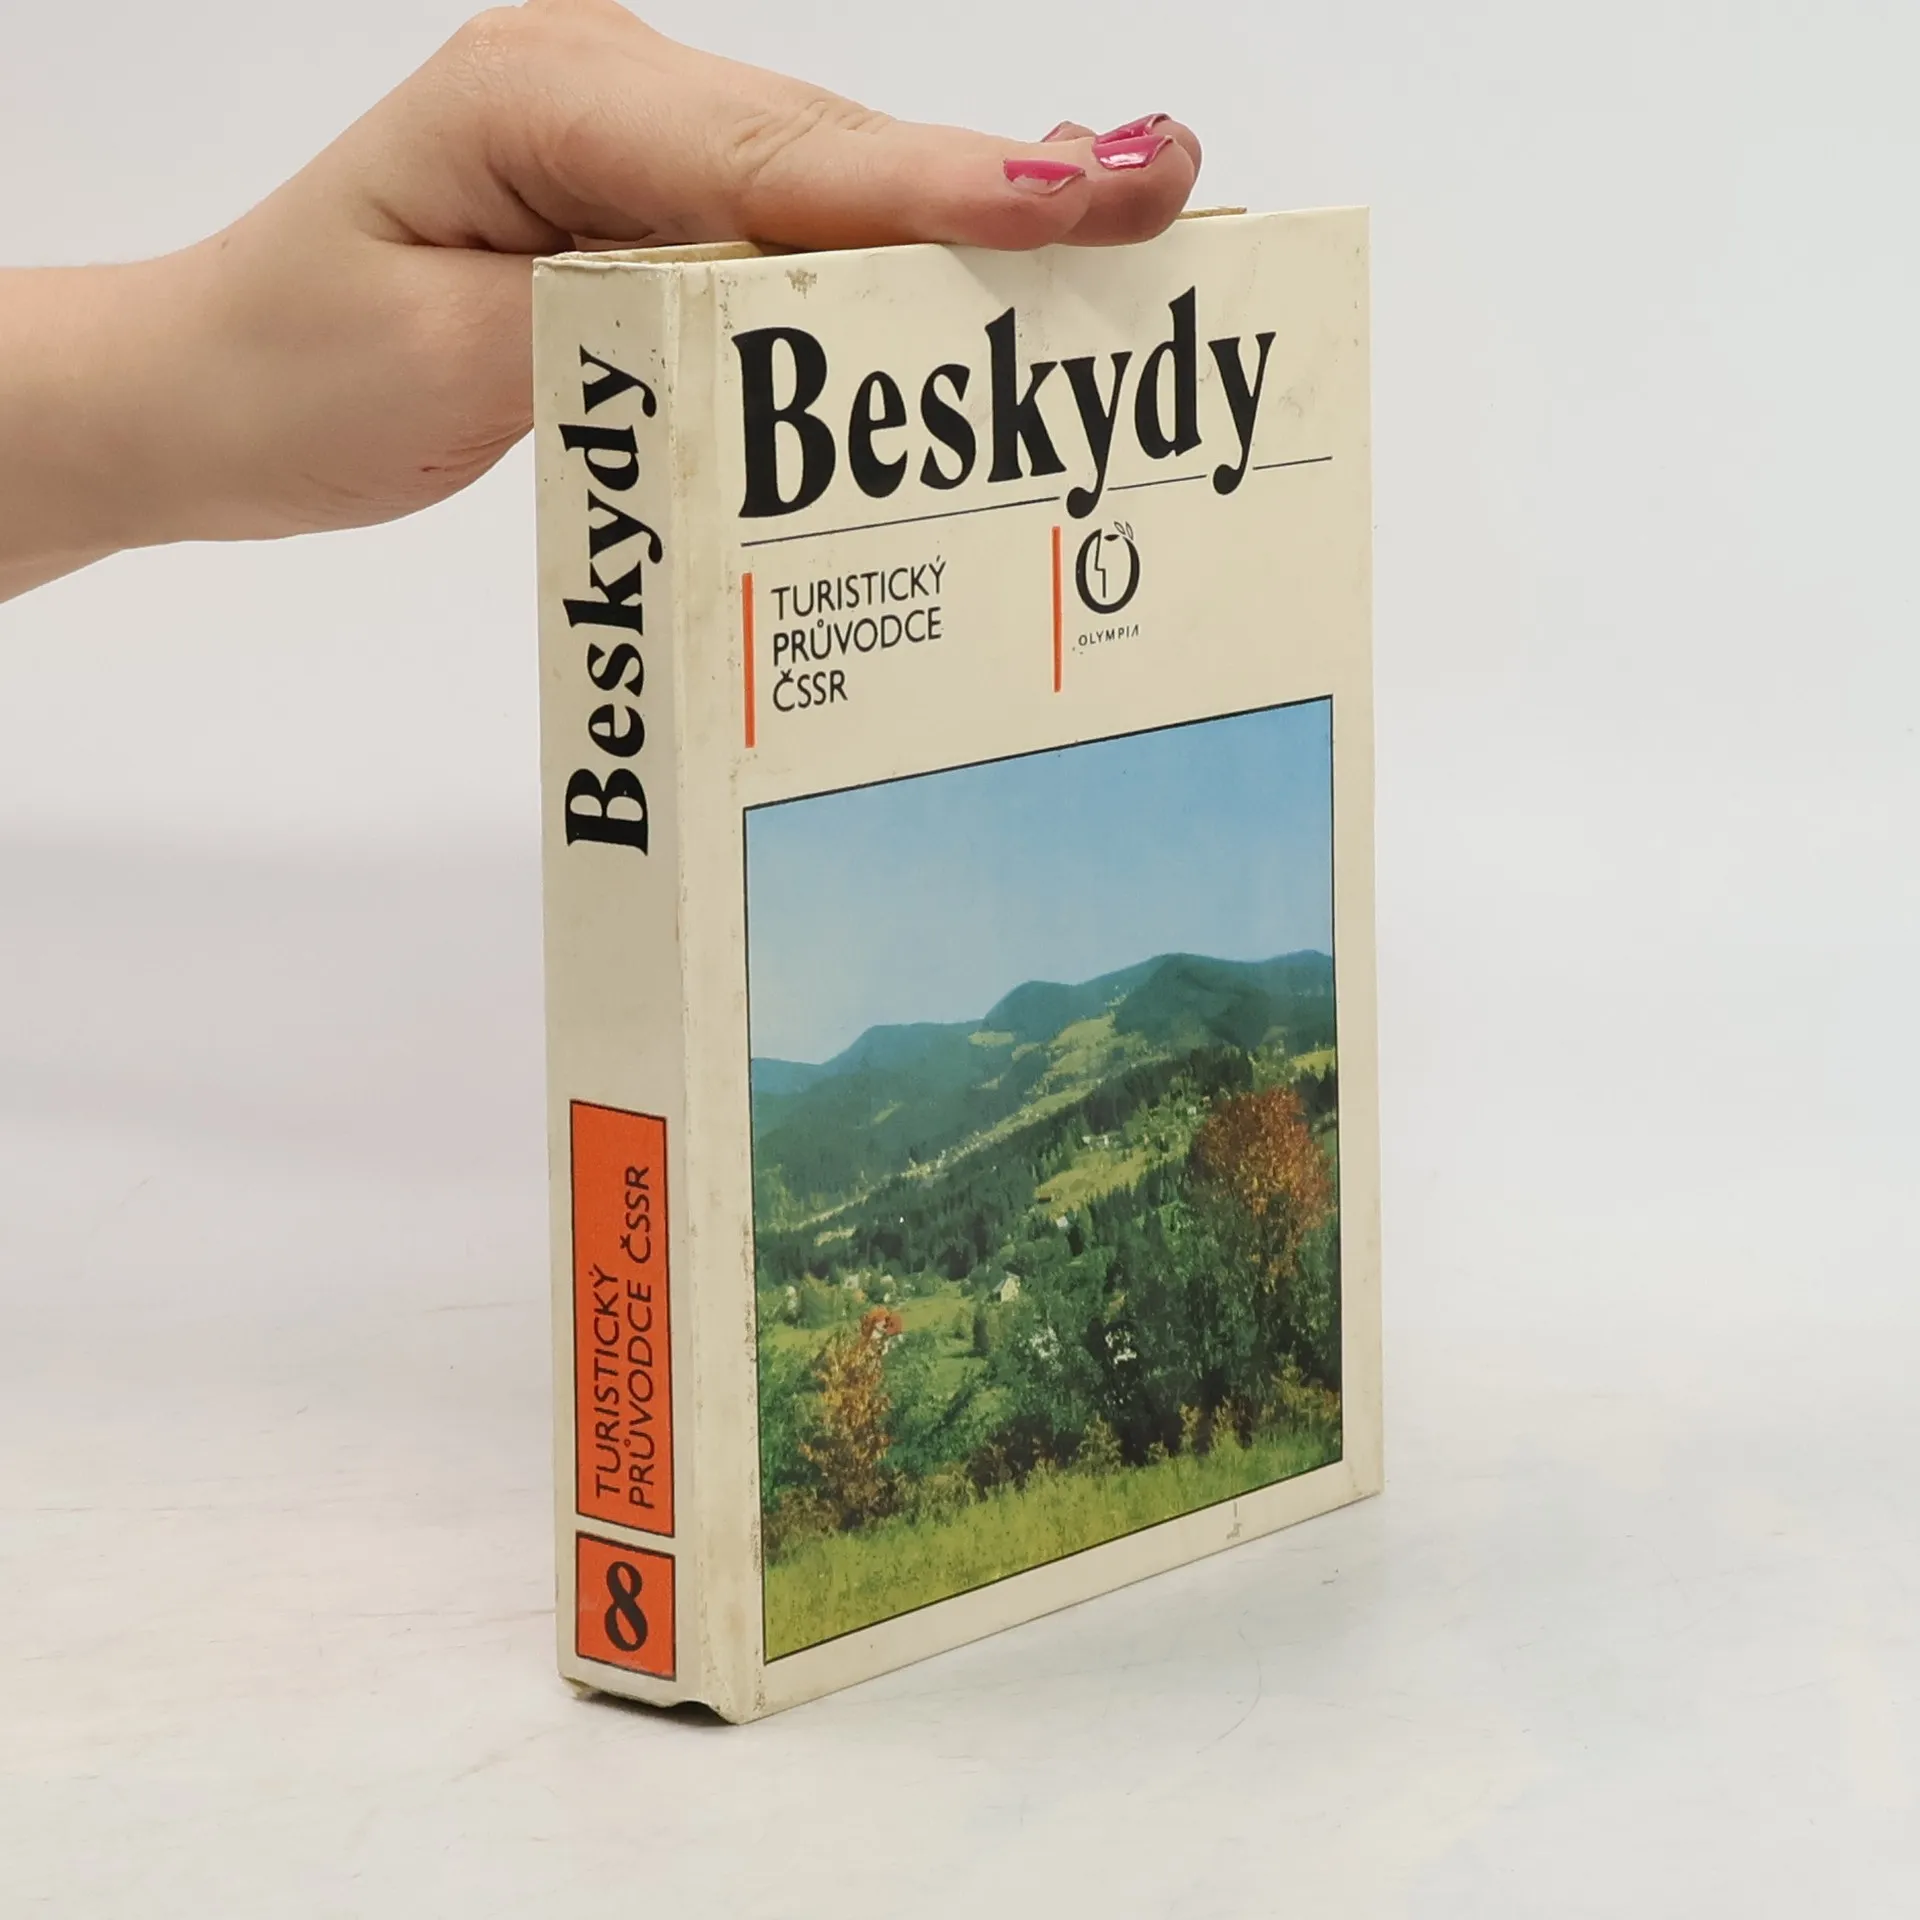 Beskydy
TURISTICKÝ
PRŮVODCE
ČSSR
OLYMPIA
Beskydy
TURISTICKÝ
PRŮVODCE ČSSR
8